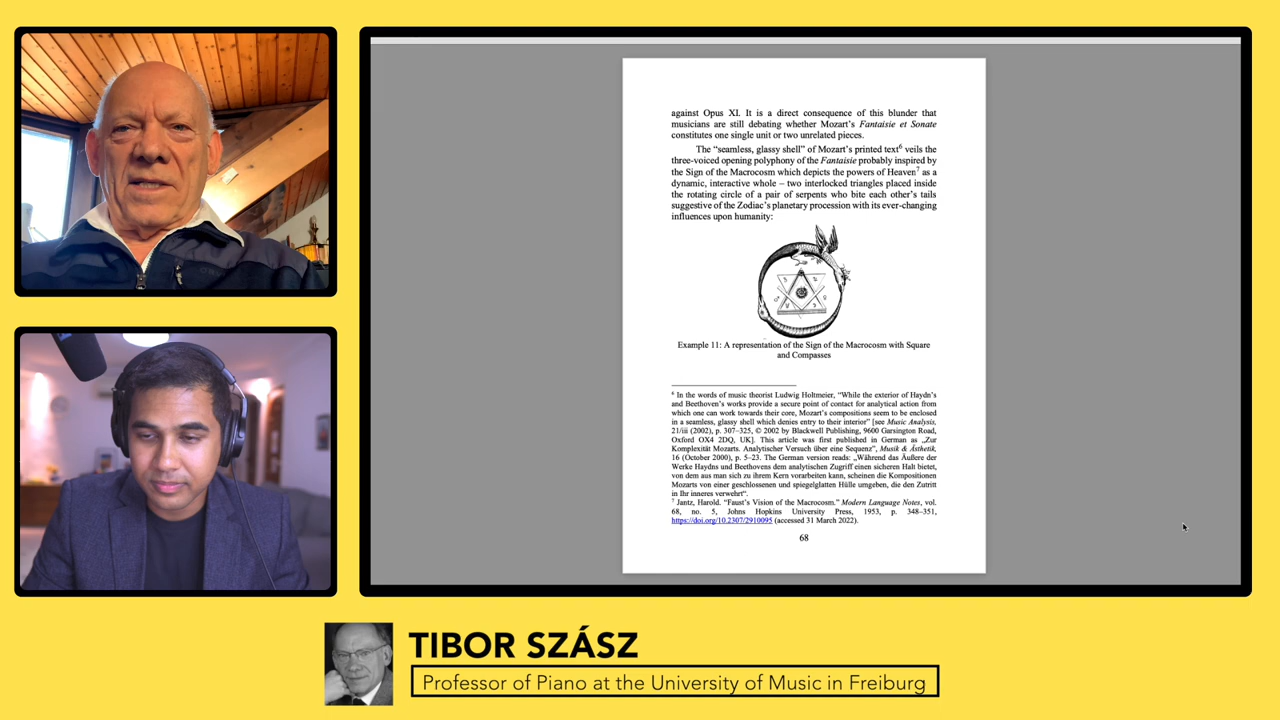 against Opus XI. It is a direct consequence of this blunder that
musicians are still debating whether Mozart's Fantaisie et Sonate
constitutes one single unit or two unrelated pieces.
The “seamless, glassy shell” of Mozart's printed text6 veils the
three-voiced opening polyphony of the Fantaisie probably inspired by
the Sign of the Macrocosm which depicts the powers of Heaven7 as a
dynamic, interactive whole – two interlocked triangles placed inside
the rotating circle of a pair of serpents who bite each other's tails
suggestive of the Zodiac's planetary procession with its ever-changing
influences upon humanity:
Example 11: A representation of the Sign of the Macrocosm with Square
and Compasses
6 In the words of music theorist Ludwig Holtmeier, “While the exterior of Haydn's
and Beethoven's works provide a secure point of contact for analytical action from
which one can work towards their core, Mozart's compositions seem to be enclosed
in a seamless, glassy shell which denies entry to their interior” [see Music Analysis,
21/iii (2002), p. 307–325, © 2002 by Blackwell Publishing, 9600 Garsington Road,
Oxford OX4 2DQ, UK]. This article was first published in German as „Zur
Komplexität Mozarts. Analytischer Versuch über eine Sequenz”, Musik & Ästhetik,
16 (October 2000), p. 5–23. The German version reads: „Während das Äußere der
Werke Haydns und Beethovens dem analytischen Zugriff einen sicheren Halt bietet,
von dem aus man sich zu ihrem Kern vorarbeiten kann, scheinen die Kompositionen
Mozarts von einer geschlossenen und spiegelglatten Hülle umgeben, die den Zutritt
in Ihr inneres verwehrt“.
7 Jantz, Harold. “Faust's Vision of the Macrocosm.” Modern Language Notes, vol.
68, no. 5, Johns Hopkins University Press, 1953, p. 348–351,
https://doi.org/10.2307/2910095 (accessed 31 March 2022).
68
TIBOR SZÁSZ
Professor of Piano at the University of Music in Freiburg